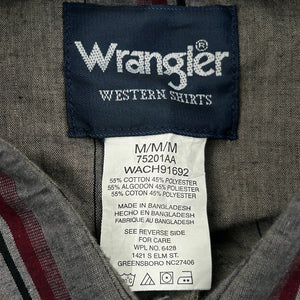 Wrangler®
WESTERN SHIRTS
M/M/M
75201AA
WACH91692
55% COTTON 45% POLYESTER
55% ALGODON 45% POLIESTER
55% COTON 45% POLYESTER
MADE IN BANGLADESH
HECHO EN BANGLADESH
FABRIQUE AU BANGLADESH
SEE REVERSE SIDE
FOR CARE
WPL NO. 6428
1421 S ELM ST.
GREENSBORO NC27406